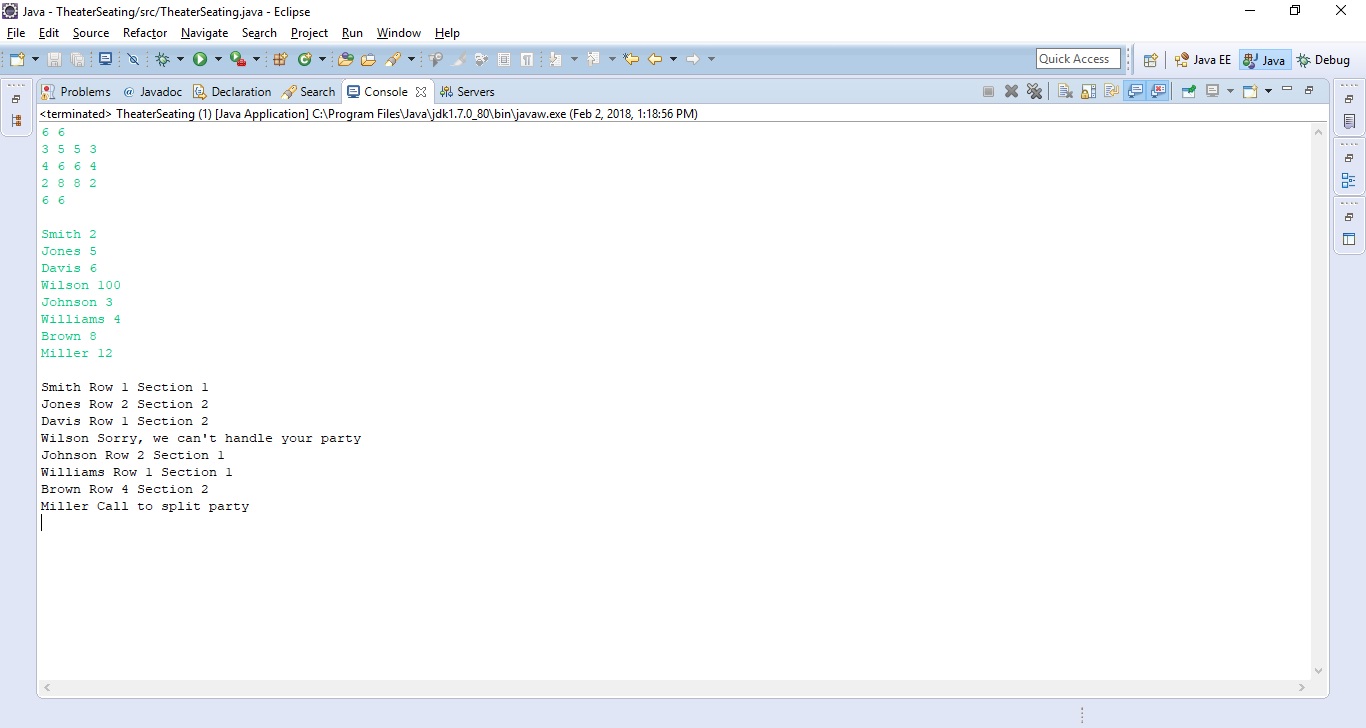 Java - TheaterSeating/src/TheaterSeating.java - Eclipse
File Edit Source Refactor Navigate Search Project Run Window Help
Quick Access Java EE Java Debug
Problems @ Javadoc Declaration Search Console Servers
<terminated> TheaterSeating (1) [Java Application] C:\Program Files\Java\jdk1.7.0_80\bin\javaw.exe (Feb 2, 2018, 1:18:56 PM)
6 6
3 5 5 3
4 6 6 4
2 8 8 2
6 6
Smith 2
Jones 5
Davis 6
Wilson 100
Johnson 3
Williams 4
Brown 8
Miller 12
Smith Row 1 Section 1
Jones Row 2 Section 2
Davis Row 1 Section 2
Wilson Sorry, we can't handle your party
Johnson Row 2 Section 1
Williams Row 1 Section 1
Brown Row 4 Section 2
Miller Call to split party